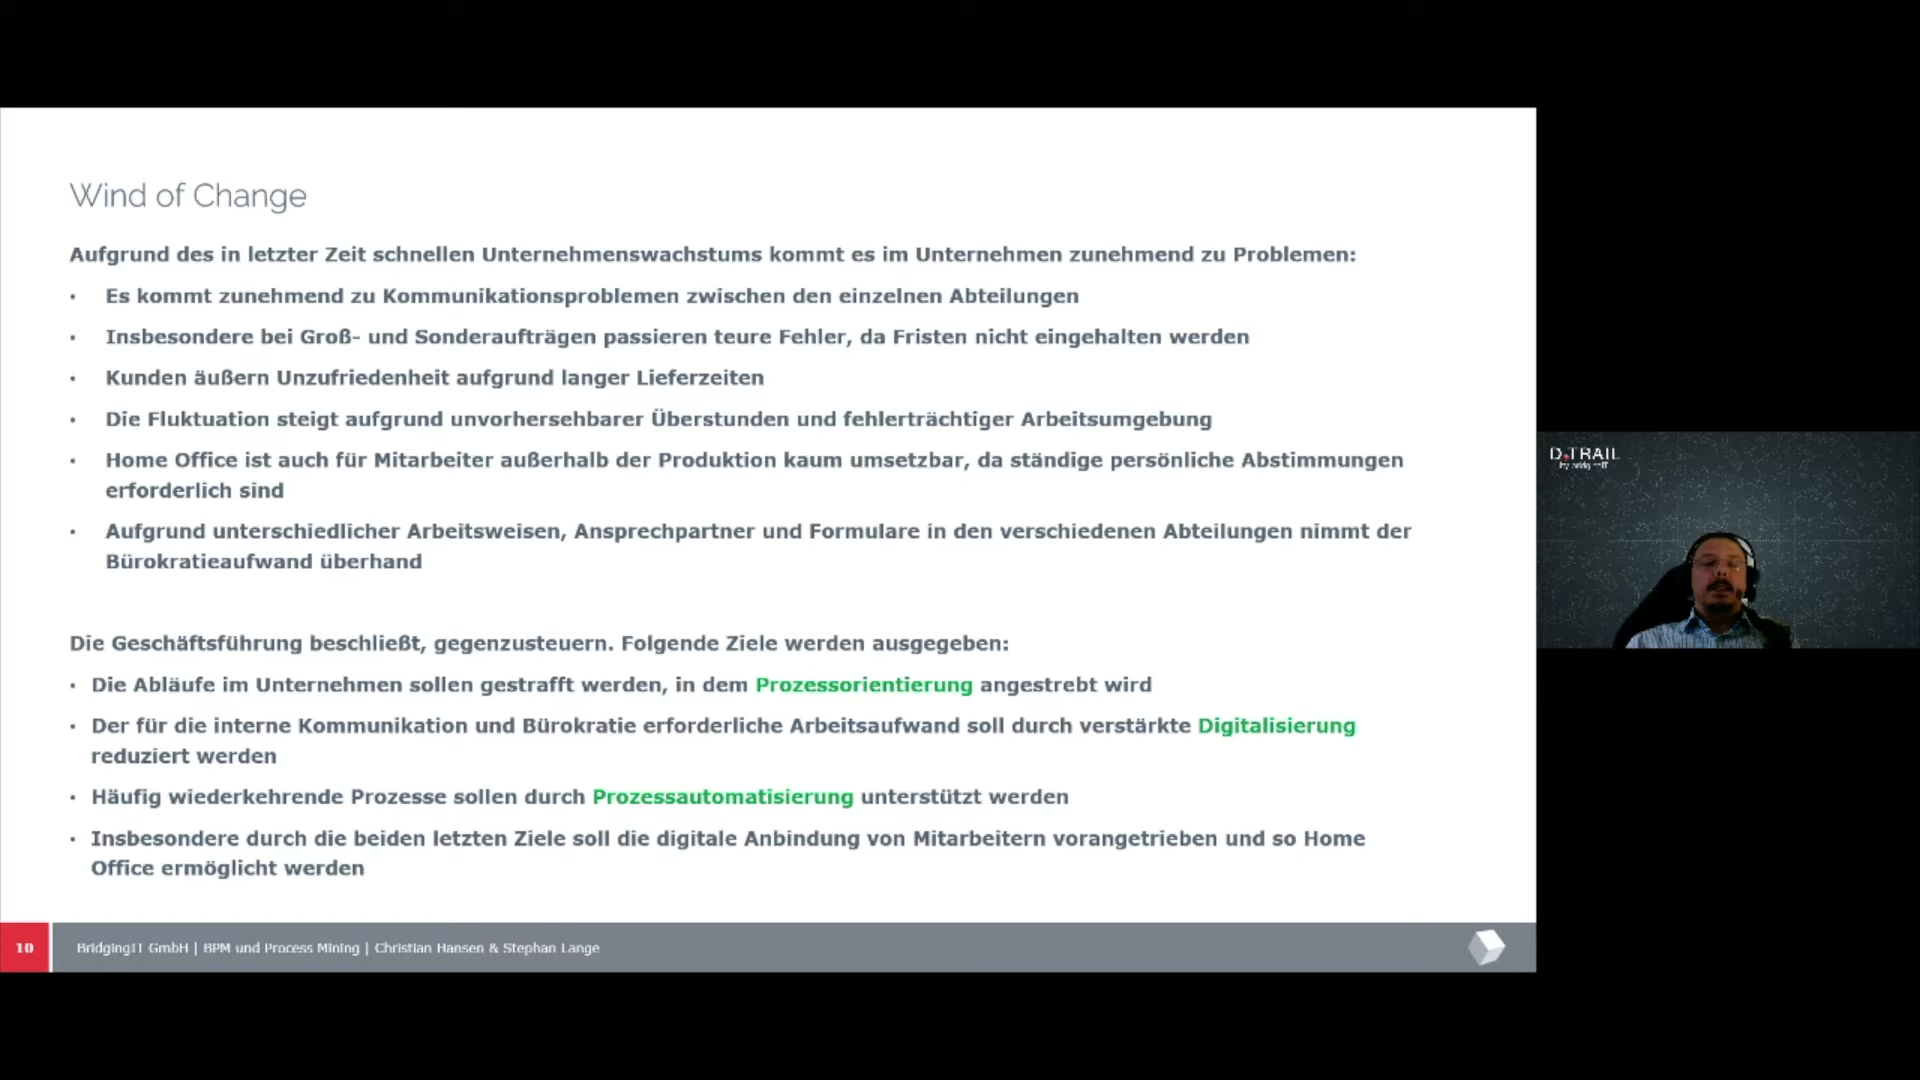 Wind of Change
Aufgrund des in letzter Zeit schnellen Unternehmenswachstums kommt es im Unternehmen zunehmend zu Problemen:
• Es kommt zunehmend zu Kommunikationsproblemen zwischen den einzelnen Abteilungen
• Insbesondere bei Groß- und Sonderaufträgen passieren teure Fehler, da Fristen nicht eingehalten werden
• Kunden äußern Unzufriedenheit aufgrund langer Lieferzeiten
• Die Fluktuation steigt aufgrund unvorhersehbarer Überstunden und fehlerträchtiger Arbeitsumgebung
• Home Office ist auch für Mitarbeiter außerhalb der Produktion kaum umsetzbar, da ständige persönliche Abstimmungen
erforderlich sind
• Aufgrund unterschiedlicher Arbeitsweisen, Ansprechpartner und Formulare in den verschiedenen Abteilungen nimmt der
Bürokratieaufwand überhand
Die Geschäftsführung beschließt, gegenzusteuern. Folgende Ziele werden ausgegeben:
• Die Abläufe im Unternehmen sollen gestrafft werden, in dem Prozessorientierung angestrebt wird
• Der für die interne Kommunikation und Bürokratie erforderliche Arbeitsaufwand soll durch verstärkte Digitalisierung
reduziert werden
• Häufig wiederkehrende Prozesse sollen durch Prozessautomatisierung unterstützt werden
• Insbesondere durch die beiden letzten Ziele soll die digitale Anbindung von Mitarbeitern vorangetrieben und so Home
Office ermöglicht werden
10
BridgingIT GmbH | BPM und Process Mining | Christian Hansen & Stephan Lange
D.TRAIL